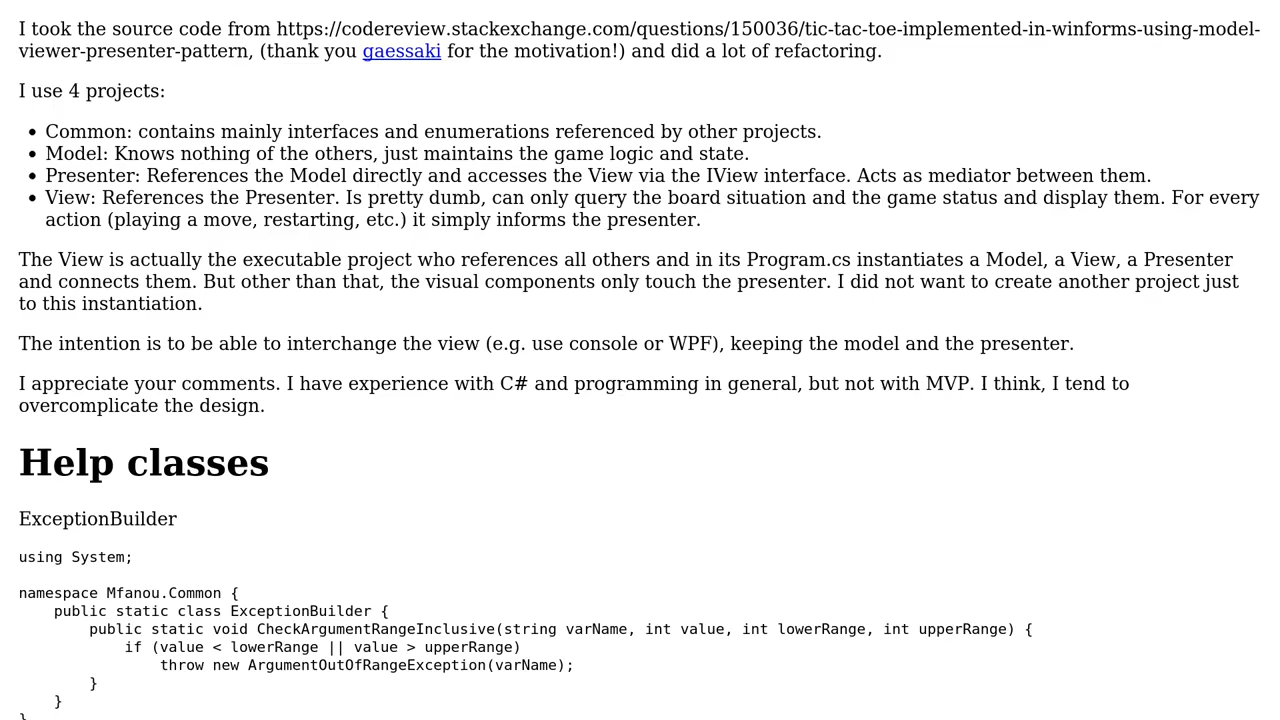 I took the source code from https://codereview.stackexchange.com/questions/150036/tic-tac-toe-implemented-in-winforms-using-model-
viewer-presenter-pattern, (thank you gaessaki for the motivation!) and did a lot of refactoring.
I use 4 projects:
• Common: contains mainly interfaces and enumerations referenced by other projects.
• Model: Knows nothing of the others, just maintains the game logic and state.
• Presenter: References the Model directly and accesses the View via the IView interface. Acts as mediator between them.
• View: References the Presenter. Is pretty dumb, can only query the board situation and the game status and display them. For every
action (playing a move, restarting, etc.) it simply informs the presenter.
The View is actually the executable project who references all others and in its Program.cs instantiates a Model, a View, a Presenter
and connects them. But other than that, the visual components only touch the presenter. I did not want to create another project just
to this instantiation.
The intention is to be able to interchange the view (e.g. use console or WPF), keeping the model and the presenter.
I appreciate your comments. I have experience with C# and programming in general, but not with MVP. I think, I tend to
overcomplicate the design.
Help classes
ExceptionBuilder
using System;
namespace Mfanou.Common {
    public static class ExceptionBuilder {
        public static void CheckArgumentRangeInclusive(string varName, int value, int lowerRange, int upperRange) {
            if (value < lowerRange || value > upperRange)
                throw new ArgumentOutOfRangeException(varName);
        }
    }
}